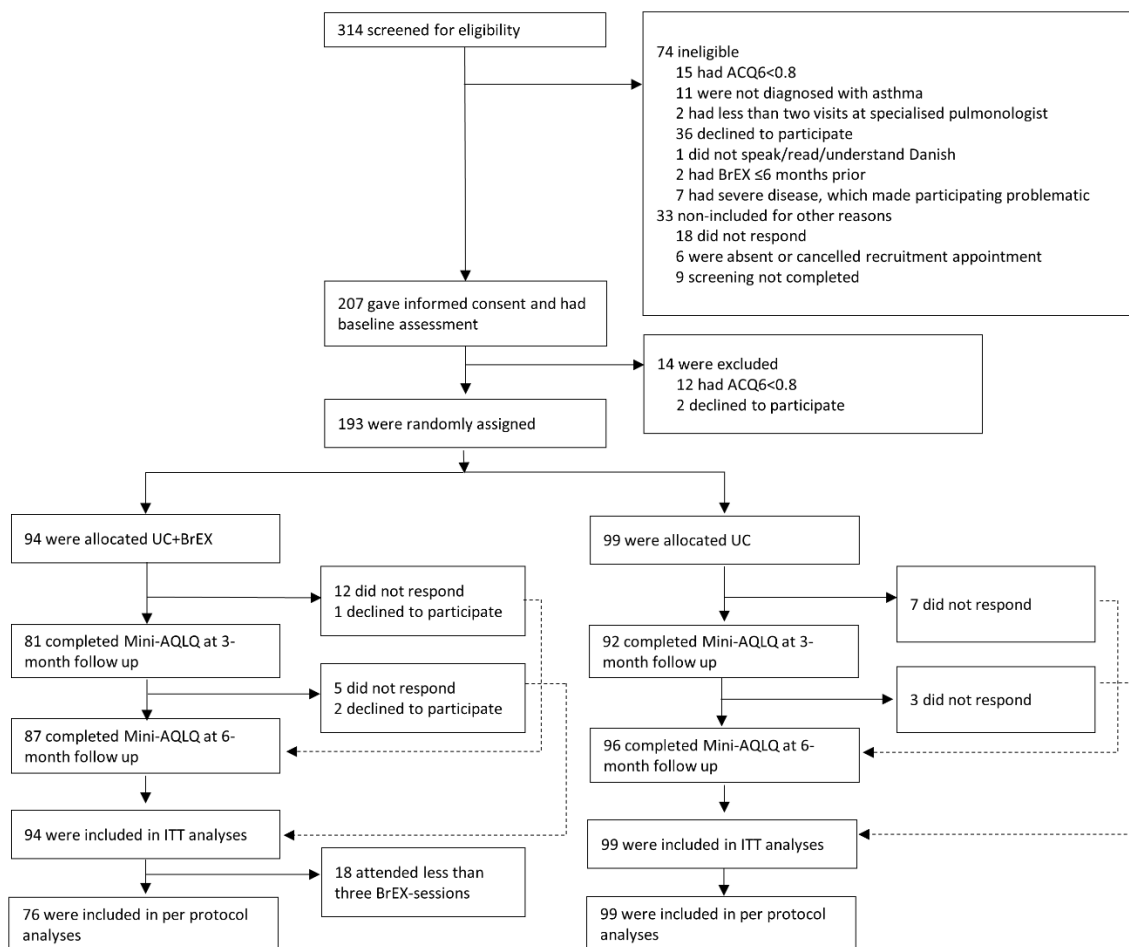 314 screened for eligibility
74 ineligible
15 had ACQ6<0.8
11 were not diagnosed with asthma
2 had less than two visits at specialised pulmonologist
36 declined to participate
1 did not speak/read/understand Danish
2 had BrEX ≤6 months prior
7 had severe disease, which made participating problematic
33 non-included for other reasons
18 did not respond
6 were absent or cancelled recruitment appointment
9 screening not completed
207 gave informed consent and had
baseline assessment
14 were excluded
12 had ACQ6<0.8
2 declined to participate
193 were randomly assigned
94 were allocated UC+BrEX
12 did not respond
1 declined to participate
81 completed Mini-AQLQ at 3-
month follow up
5 did not respond
2 declined to participate
87 completed Mini-AQLQ at 6-
month follow up
94 were included in ITT analyses
18 attended less than
three BrEX-sessions
76 were included in per protocol
analyses
99 were allocated UC
7 did not respond
92 completed Mini-AQLQ at 3-
month follow up
3 did not respond
96 completed Mini-AQLQ at 6-
month follow up
99 were included in ITT analyses
99 were included in per protocol
analyses